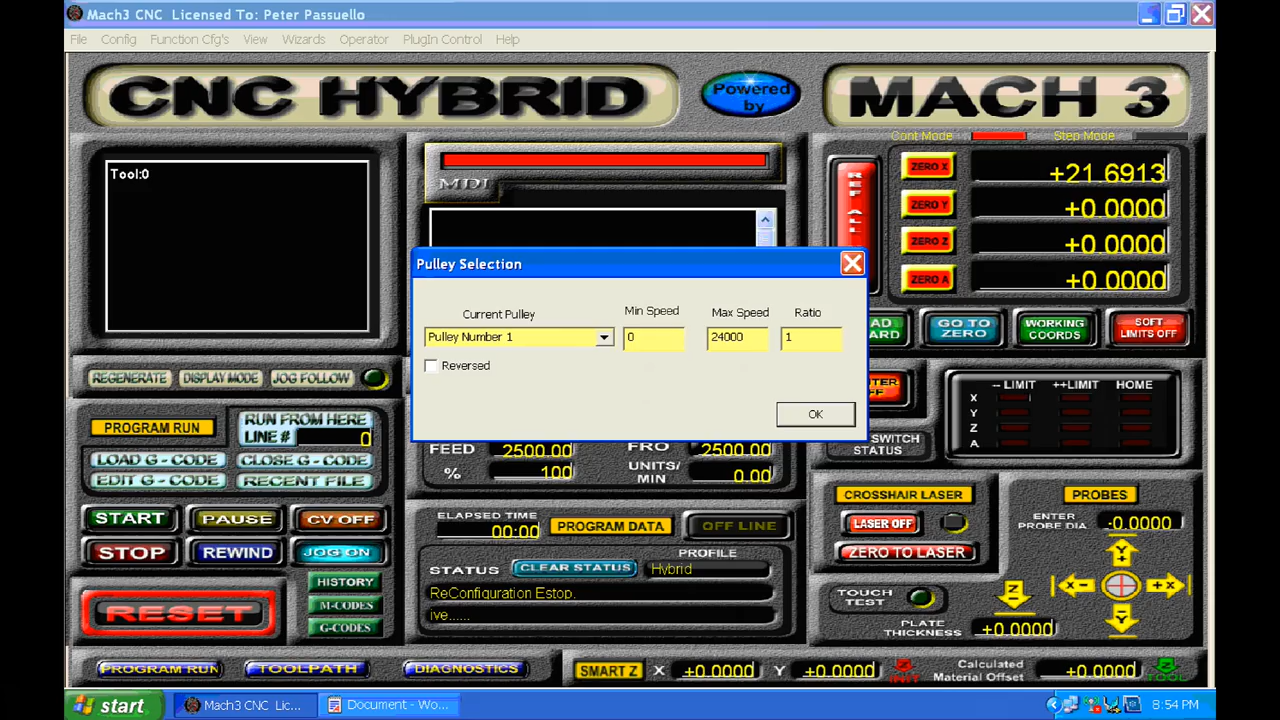 Mach3 CNC Licensed To: Peter Passuello
File Config Function Cfg's View Wizards Operator PlugIn Control Help
CNC HYBRID
Powered by
MACH 3
Cont Mode Step Mode
Tool:0
MDI
REF ALL
ZERO X +21.6913
ZERO Y +0.0000
ZERO Z +0.0000
ZERO A +0.0000
Pulley Selection
Current Pulley Min Speed Max Speed Ratio
Pulley Number 1 0 24000 1
Reversed
OK
GO TO ZERO
WORKING COORDS
SOFT LIMITS OFF
REGENERATE DISPLAY MODE JOG FOLLOW
PROGRAM RUN
RUN FROM HERE
LINE # 0
LOAD G - CODE CLOSE G - CODE
EDIT G - CODE RECENT FILE
START PAUSE CV OFF
STOP REWIND JOG ON
RESET
HISTORY
M-CODES
G-CODES
FEED 2500.00 FRO 2500.00
% 100 UNITS/MIN 0.00
ELAPSED TIME
00:00 PROGRAM DATA OFF LINE
PROFILE
STATUS CLEAR STATUS Hybrid
ReConfiguration Estop.
ive......
-- LIMIT ++LIMIT HOME
X
Y
Z
A
SWITCH
STATUS
CROSSHAIR LASER
LASER OFF
ZERO TO LASER
PROBES
ENTER PROBE DIA. -0.0000
Y +
X - + X
Y -
Z
TOUCH TEST
PLATE THICKNESS +0.0000
PROGRAM RUN TOOLPATH DIAGNOSTICS
SMART Z X +0.0000 Y +0.0000
Z INIT
Calculated Material Offset +0.0000
TOOL
start Mach3 CNC Lic... Document - Wo... 8:54 PM